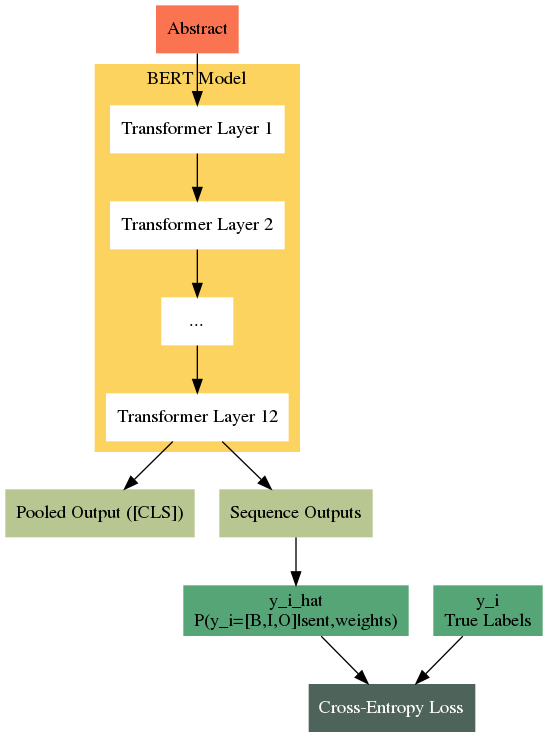 Abstract
BERT Model
Transformer Layer 1
Transformer Layer 2
...
Transformer Layer 12
Pooled Output ([CLS])
Sequence Outputs
y_i_hat
P(y_i=[B,I,O]|sent,weights)
y_i
True Labels
Cross-Entropy Loss